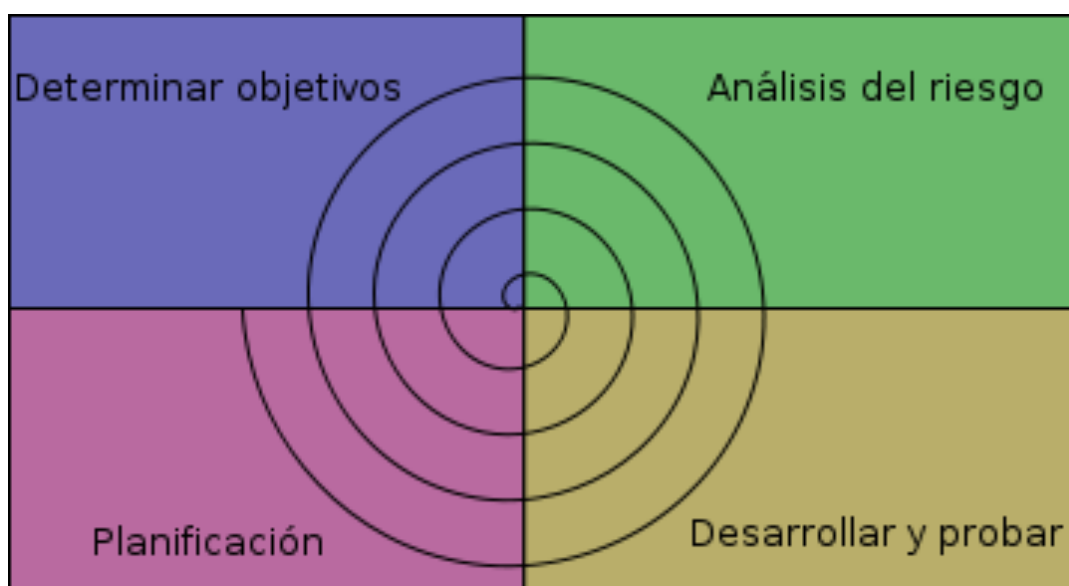 Determinar objetivos
Análisis del riesgo
Planificación
Desarrollar y probar